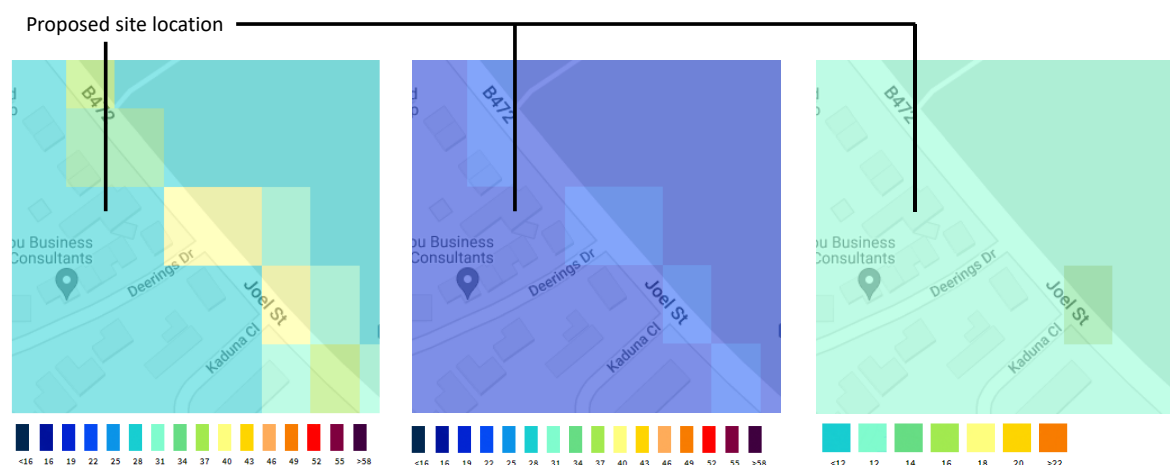 Proposed site location
B472
ou Business
Consultants
Deerings Dr
Joel St
Kaduna Cl
<16 16 19 22 25 28 31 34 37 40 43 46 49 52 55 >58
B472
ou Business
Consultants
Deerings Dr
Joel St
Kaduna Cl
<16 16 19 22 25 28 31 34 37 40 43 46 49 52 55 >58
B472
ou Business
Consultants
Deerings Dr
Joel St
Kaduna Cl
<12 12 14 16 18 20 >22